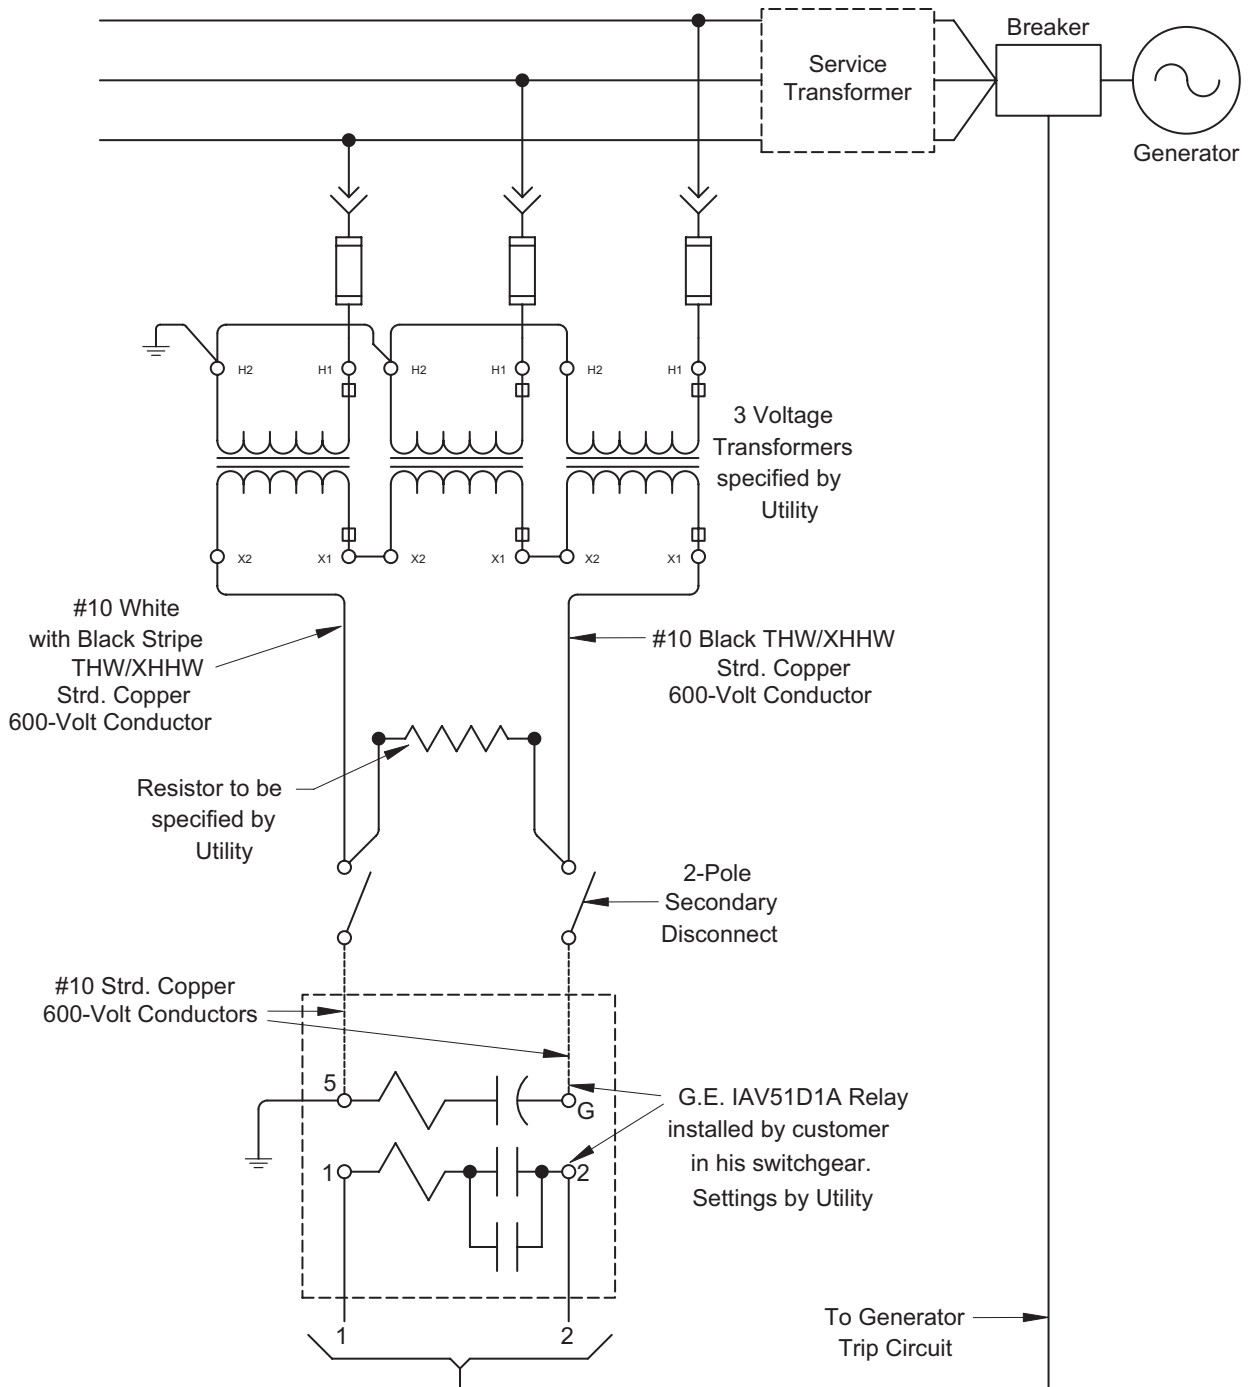 Breaker
Service
Transformer
Generator
H2
H1
H2
H1
H2
H1
3 Voltage
Transformers
specified by
Utility
X2
X1
X2
X1
X2
X1
#10 White
with Black Stripe
THW/XHHW
Strd. Copper
600-Volt Conductor
#10 Black THW/XHHW
Strd. Copper
600-Volt Conductor
Resistor to be
specified by
Utility
2-Pole
Secondary
Disconnect
#10 Strd. Copper
600-Volt Conductors
5
G
G.E. IAV51D1A Relay
installed by customer
in his switchgear.
Settings by Utility
1
2
To Generator
Trip Circuit
1
2